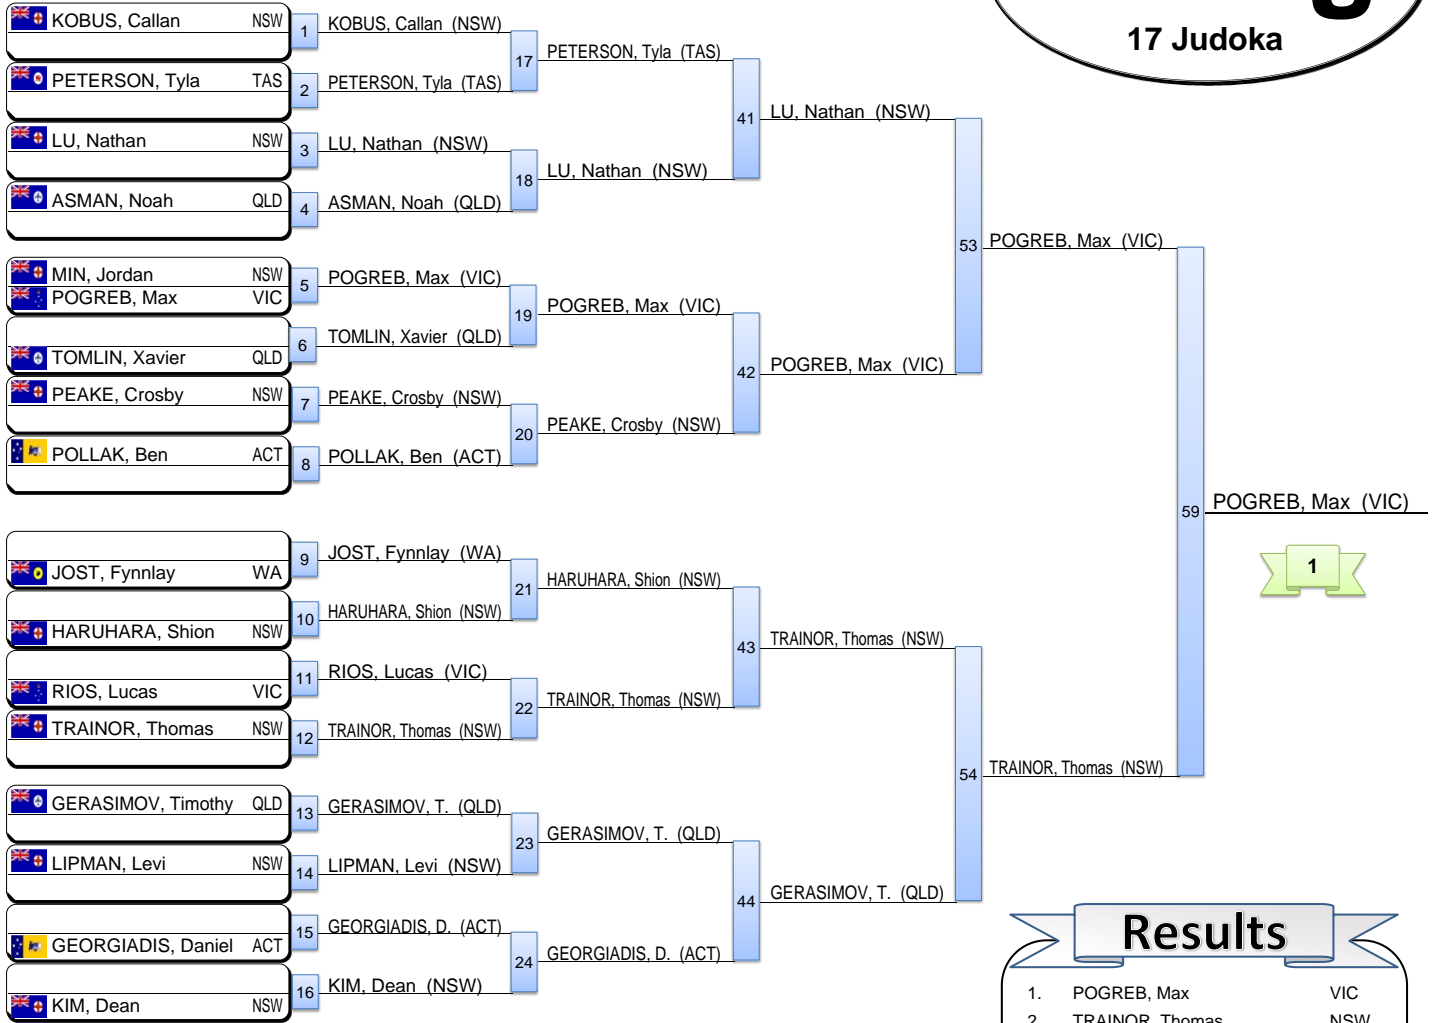 17 Judoka
KOBUS, Callan NSW
PETERSON, Tyla TAS
LU, Nathan NSW
ASMAN, Noah QLD
MIN, Jordan NSW
POGREB, Max VIC
TOMLIN, Xavier QLD
PEAKE, Crosby NSW
POLLAK, Ben ACT
JOST, Fynnlay WA
HARUHARA, Shion NSW
RIOS, Lucas VIC
TRAINOR, Thomas NSW
GERASIMOV, Timothy QLD
LIPMAN, Levi NSW
GEORGIADIS, Daniel ACT
KIM, Dean NSW
1 KOBUS, Callan (NSW)
2 PETERSON, Tyla (TAS)
3 LU, Nathan (NSW)
4 ASMAN, Noah (QLD)
5 POGREB, Max (VIC)
6 TOMLIN, Xavier (QLD)
7 PEAKE, Crosby (NSW)
8 POLLAK, Ben (ACT)
9 JOST, Fynnlay (WA)
10 HARUHARA, Shion (NSW)
11 RIOS, Lucas (VIC)
12 TRAINOR, Thomas (NSW)
13 GERASIMOV, T. (QLD)
14 LIPMAN, Levi (NSW)
15 GEORGIADIS, D. (ACT)
16 KIM, Dean (NSW)
17 PETERSON, Tyla (TAS)
18 LU, Nathan (NSW)
19 POGREB, Max (VIC)
20 PEAKE, Crosby (NSW)
21 HARUHARA, Shion (NSW)
22 TRAINOR, Thomas (NSW)
23 GERASIMOV, T. (QLD)
24 GEORGIADIS, D. (ACT)
41 LU, Nathan (NSW)
42 POGREB, Max (VIC)
43 TRAINOR, Thomas (NSW)
44 GERASIMOV, T. (QLD)
53 POGREB, Max (VIC)
54 TRAINOR, Thomas (NSW)
59 POGREB, Max (VIC)
1
Results
1. POGREB, Max VIC
2. TRAINOR, Thomas NSW